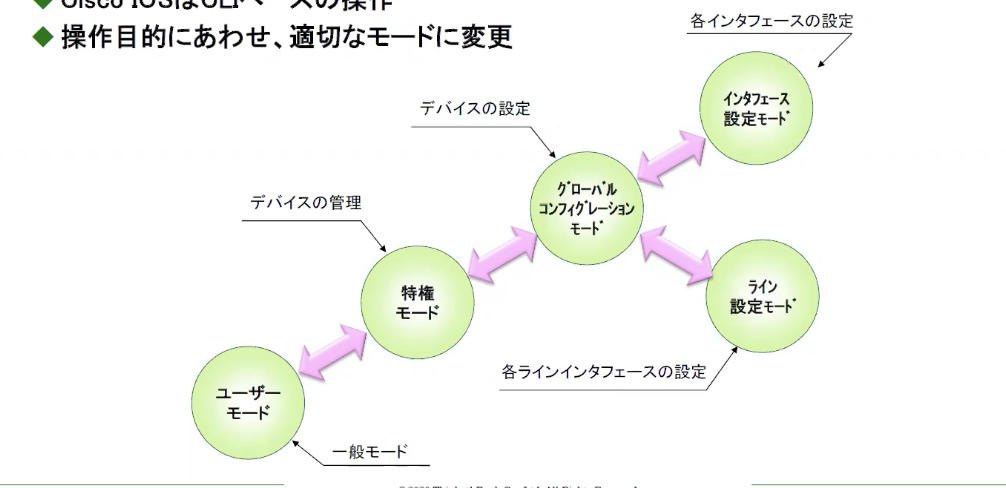 Cisco IOSはCLIベースの操作
操作目的にあわせ、適切なモードに変更
各インタフェースの設定
インタフェース
設定モード
デバイスの設定
グローバル
コンフィグレーション
モード
デバイスの管理
特権
モード
ライン
設定モード
各ラインインタフェースの設定
ユーザー
モード
一般モード